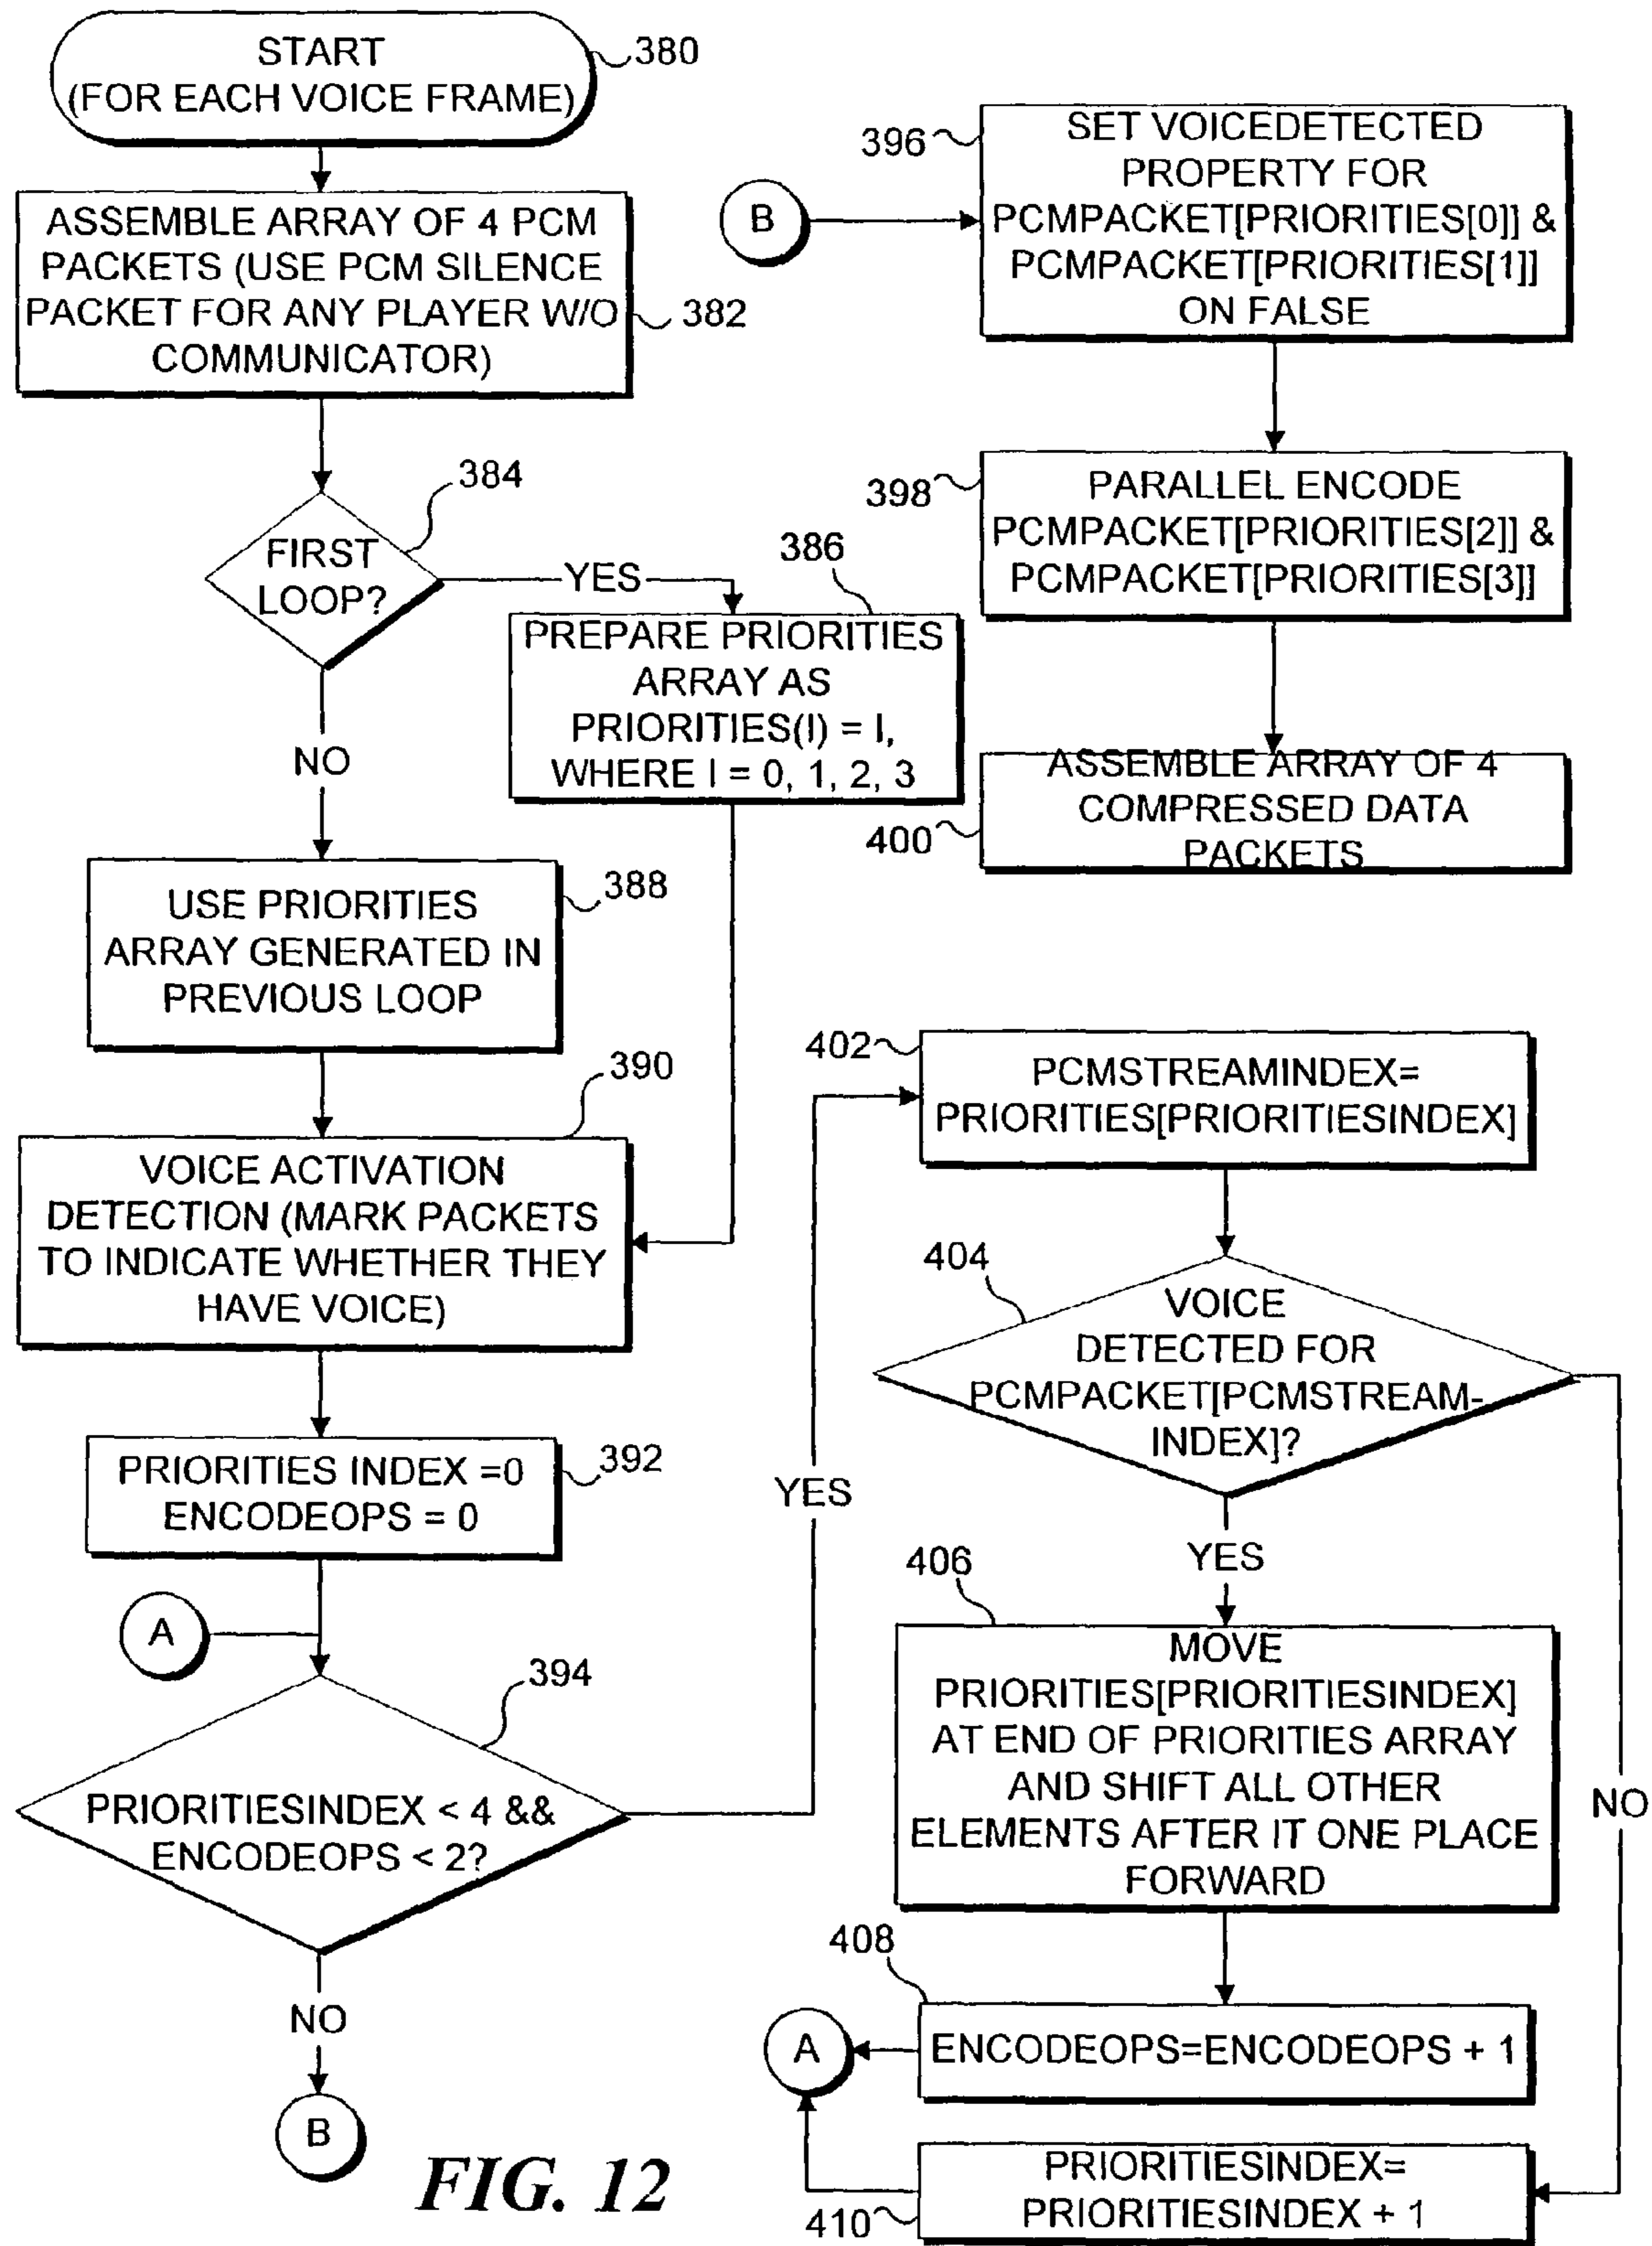 START
(FOR EACH VOICE FRAME)
380
ASSEMBLE ARRAY OF 4 PCM
PACKETS (USE PCM SILENCE
PACKET FOR ANY PLAYER W/O
COMMUNICATOR)
382
384
FIRST
LOOP?
YES
386
PREPARE PRIORITIES
ARRAY AS
PRIORITIES(I) = I,
WHERE I = 0, 1, 2, 3
NO
388
USE PRIORITIES
ARRAY GENERATED IN
PREVIOUS LOOP
390
VOICE ACTIVATION
DETECTION (MARK PACKETS
TO INDICATE WHETHER THEY
HAVE VOICE)
PRIORITIES INDEX =0
ENCODEOPS = 0
392
A
394
PRIORITIESINDEX < 4 &&
ENCODEOPS < 2?
YES
NO
B
B
396
SET VOICEDETECTED
PROPERTY FOR
PCMPACKET[PRIORITIES[0]] &
PCMPACKET[PRIORITIES[1]]
ON FALSE
398
PARALLEL ENCODE
PCMPACKET[PRIORITIES[2]] &
PCMPACKET[PRIORITIES[3]]
400
ASSEMBLE ARRAY OF 4
COMPRESSED DATA
PACKETS
402
PCMSTREAMINDEX=
PRIORITIES[PRIORITIESINDEX]
404
VOICE
DETECTED FOR
PCMPACKET[PCMSTREAM-
INDEX]?
YES
NO
406
MOVE
PRIORITIES[PRIORITIESINDEX]
AT END OF PRIORITIES ARRAY
AND SHIFT ALL OTHER
ELEMENTS AFTER IT ONE PLACE
FORWARD
408
A
ENCODEOPS=ENCODEOPS + 1
410
PRIORITIESINDEX=
PRIORITIESINDEX + 1
FIG. 12